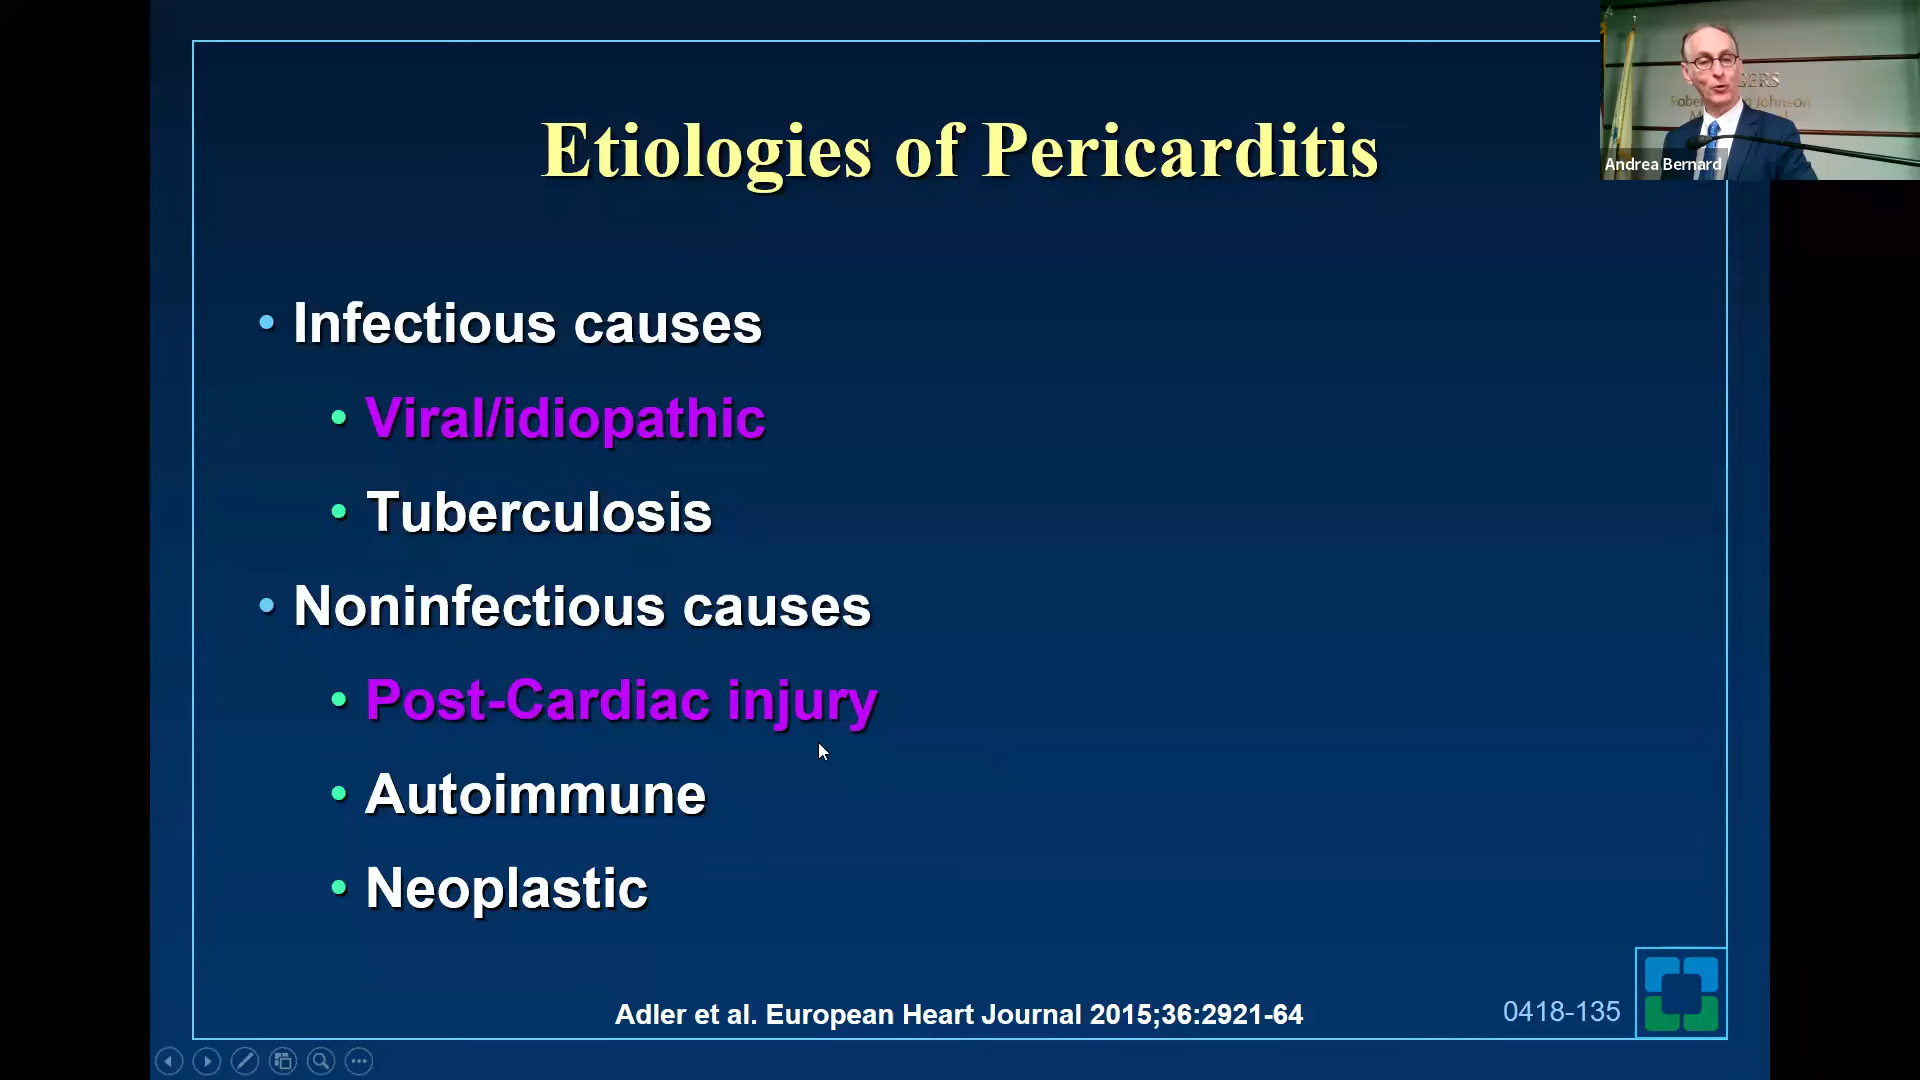 Etiologies of Pericarditis
• Infectious causes
• Viral/idiopathic
• Tuberculosis
• Noninfectious causes
• Post-Cardiac injury
• Autoimmune
• Neoplastic
Adler et al. European Heart Journal 2015;36:2921-64
0418-135
Johnson
Andrea Bernard